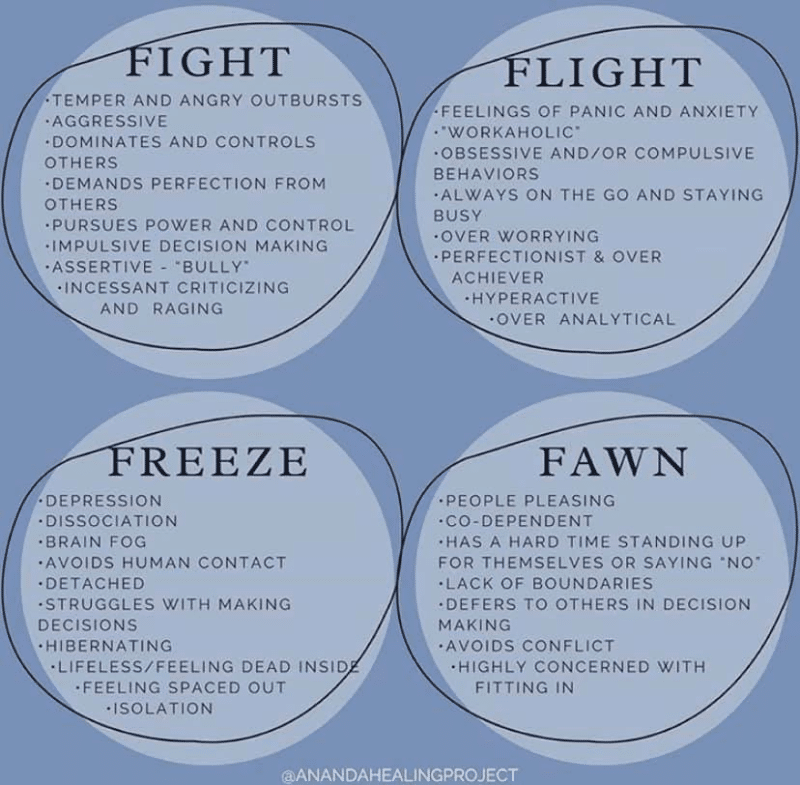 FIGHT
·TEMPER AND ANGRY OUTBURSTS
·AGGRESSIVE
·DOMINATES AND CONTROLS
OTHERS
·DEMANDS PERFECTION FROM
OTHERS
·PURSUES POWER AND CONTROL
·IMPULSIVE DECISION MAKING
·ASSERTIVE - "BULLY"
·INCESSANT CRITICIZING
AND RAGING
FLIGHT
·FEELINGS OF PANIC AND ANXIETY
·"WORKAHOLIC"
·OBSESSIVE AND/OR COMPULSIVE
BEHAVIORS
·ALWAYS ON THE GO AND STAYING
BUSY
·OVER WORRYING
·PERFECTIONIST & OVER
ACHIEVER
·HYPERACTIVE
·OVER ANALYTICAL
FREEZE
·DEPRESSION
·DISSOCIATION
·BRAIN FOG
·AVOIDS HUMAN CONTACT
·DETACHED
·STRUGGLES WITH MAKING
DECISIONS
·HIBERNATING
·LIFELESS/FEELING DEAD INSIDE
·FEELING SPACED OUT
·ISOLATION
FAWN
·PEOPLE PLEASING
·CO-DEPENDENT
·HAS A HARD TIME STANDING UP
FOR THEMSELVES OR SAYING "NO"
·LACK OF BOUNDARIES
·DEFERS TO OTHERS IN DECISION
MAKING
·AVOIDS CONFLICT
·HIGHLY CONCERNED WITH
FITTING IN
@ANANDAHEALINGPROJECT